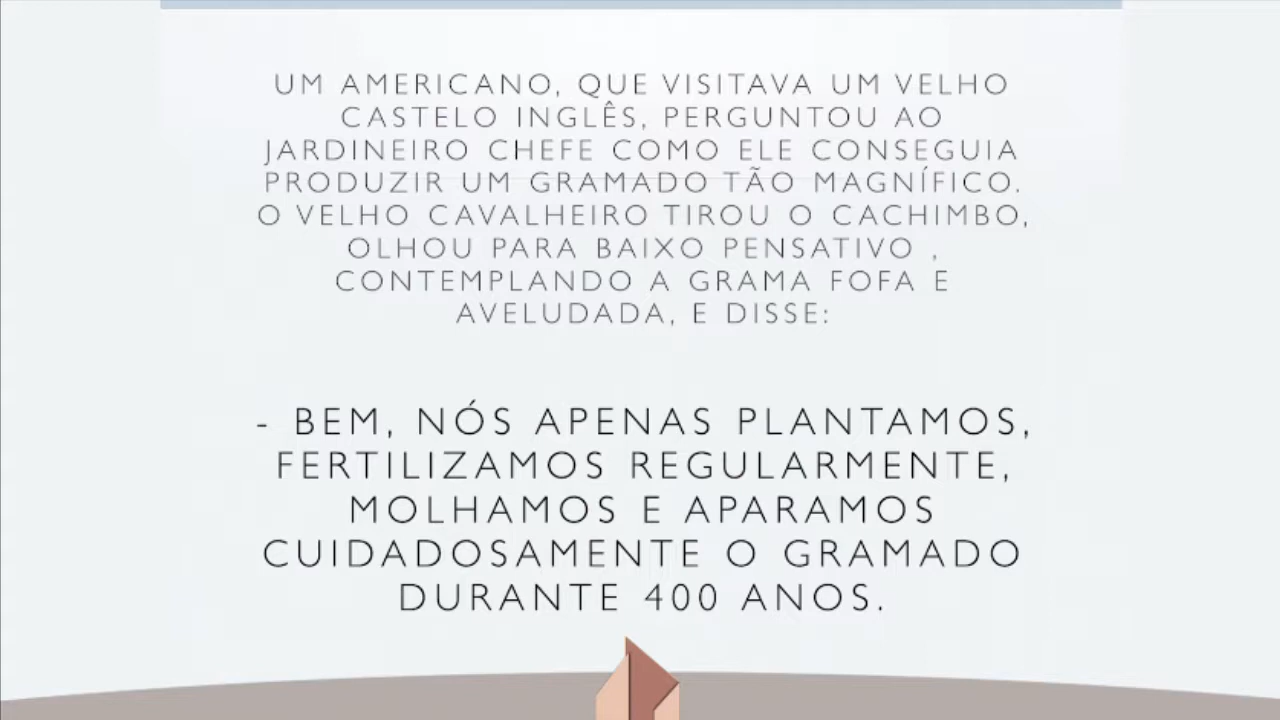 UM AMERICANO, QUE VISITAVA UM VELHO
CASTELO INGLÊS, PERGUNTOU AO
JARDINEIRO CHEFE COMO ELE CONSEGUIA
PRODUZIR UM GRAMADO TÃO MAGNÍFICO.
O VELHO CAVALHEIRO TIROU O CACHIMBO,
OLHOU PARA BAIXO PENSATIVO ,
CONTEMPLANDO A GRAMA FOFA E
AVELUDADA, E DISSE:
- BEM, NÓS APENAS PLANTAMOS,
FERTILIZAMOS REGULARMENTE,
MOLHAMOS E APARAMOS
CUIDADOSAMENTE O GRAMADO
DURANTE 400 ANOS.